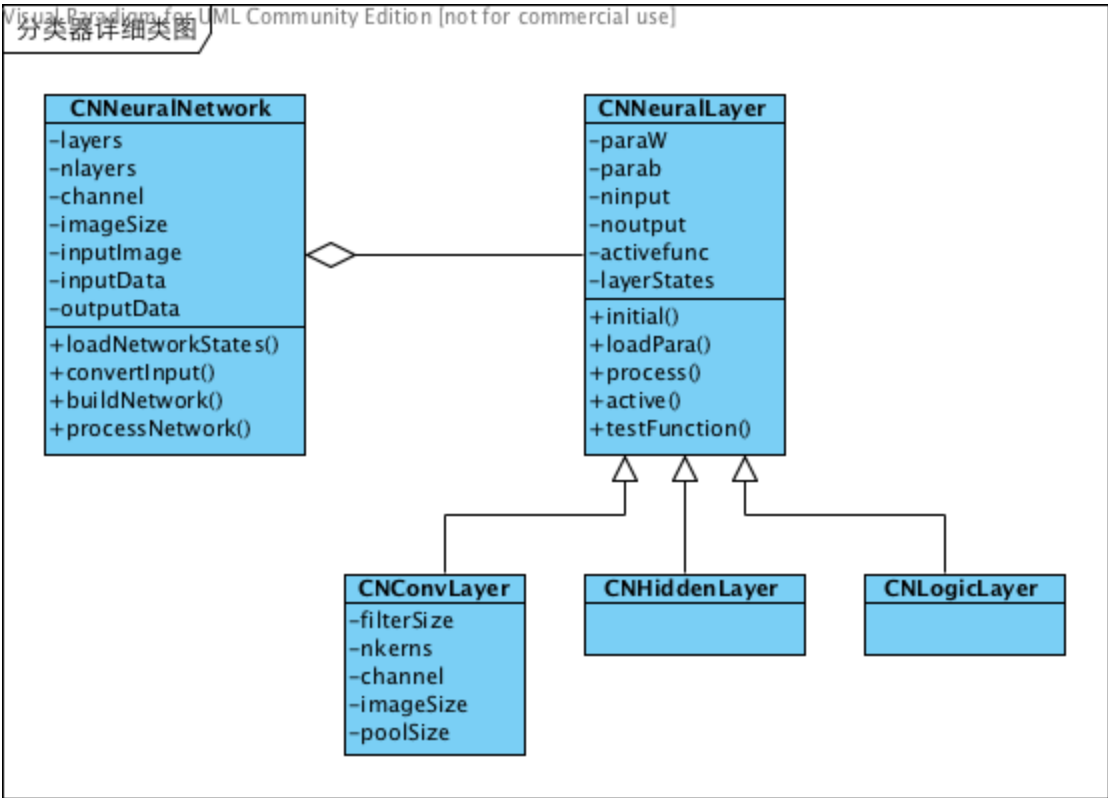 Visual Paradigm for UML Community Edition [not for commercial use]
分类器详细类图
CNNeuralNetwork
-layers
-nlayers
-channel
-imageSize
-inputImage
-inputData
-outputData
+loadNetworkStates()
+convertInput()
+buildNetwork()
+processNetwork()
CNNeuralLayer
-paraW
-parab
-ninput
-noutput
-activefunc
-layerStates
+initial()
+loadPara()
+process()
+active()
+testFunction()
CNConvLayer
-filterSize
-nkerns
-channel
-imageSize
-poolSize
CNHiddenLayer
CNLogicLayer